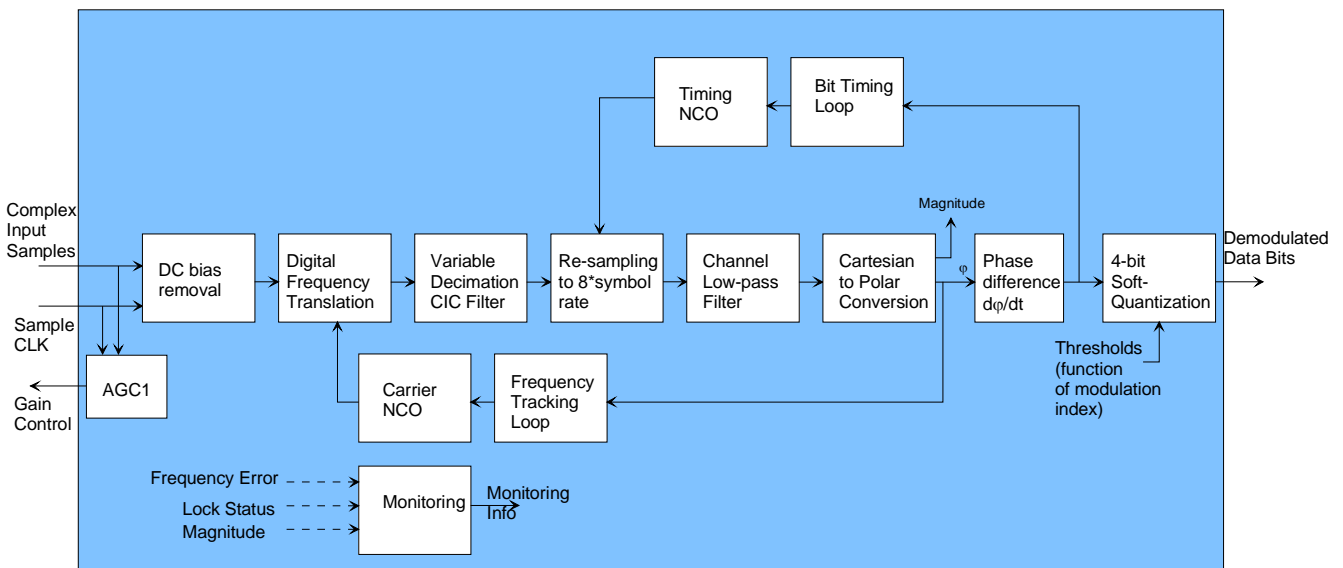 Timing
NCO
Bit Timing
Loop
Complex
Input
Samples
Magnitude
Demodulated
Data Bits
DC bias
removal
Digital
Frequency
Translation
Variable
Decimation
CIC Filter
Re-sampling
to 8*symbol
rate
Channel
Low-pass
Filter
Cartesian
to Polar
Conversion
φ
Phase
difference
dφ/dt
4-bit
Soft-
Quantization
Sample
CLK
AGC1
Gain
Control
Carrier
NCO
Frequency
Tracking
Loop
Thresholds
(function
of modulation
index)
Frequency Error
Lock Status
Magnitude
Monitoring
Monitoring
Info